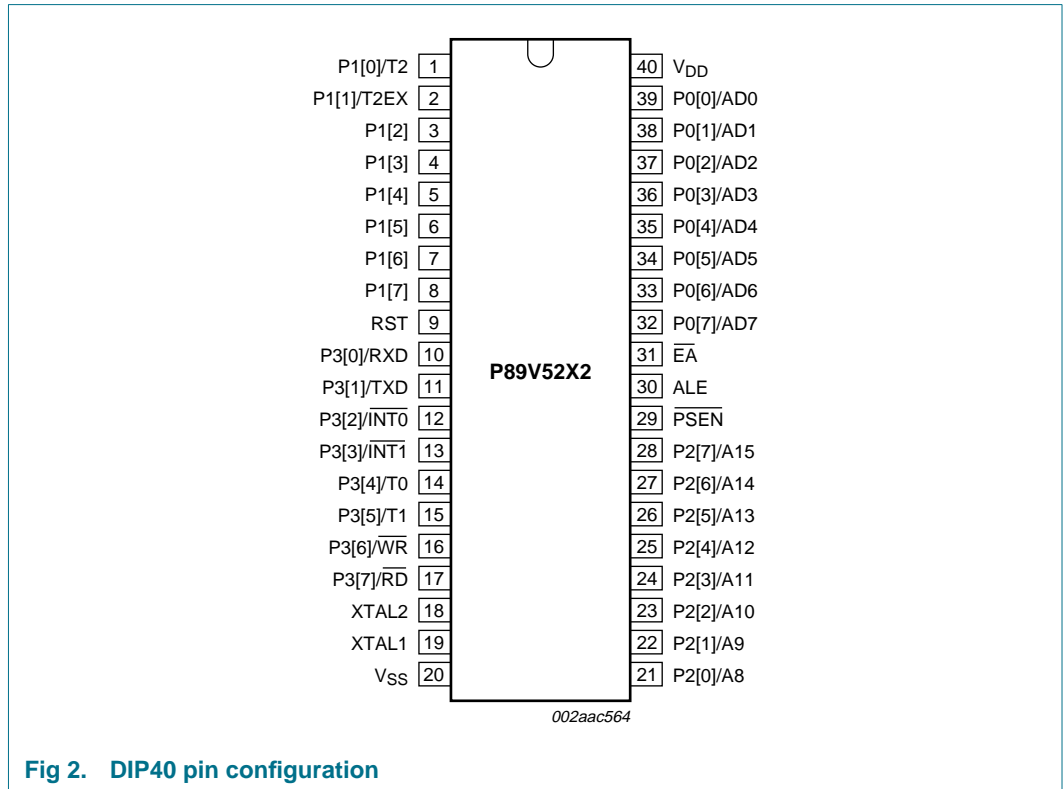 P1[0]/T2 1 40 VDD
P1[1]/T2EX 2 39 P0[0]/AD0
P1[2] 3 38 P0[1]/AD1
P1[3] 4 37 P0[2]/AD2
P1[4] 5 36 P0[3]/AD3
P1[5] 6 35 P0[4]/AD4
P1[6] 7 34 P0[5]/AD5
P1[7] 8 33 P0[6]/AD6
RST 9 32 P0[7]/AD7
P3[0]/RXD 10 31 E̅A̅
P89V52X2
P3[1]/TXD 11 30 ALE
P3[2]/I̅N̅T̅0̅ 12 29 P̅S̅E̅N̅
P3[3]/I̅N̅T̅1̅ 13 28 P2[7]/A15
P3[4]/T0 14 27 P2[6]/A14
P3[5]/T1 15 26 P2[5]/A13
P3[6]/W̅R̅ 16 25 P2[4]/A12
P3[7]/R̅D̅ 17 24 P2[3]/A11
XTAL2 18 23 P2[2]/A10
XTAL1 19 22 P2[1]/A9
VSS 20 21 P2[0]/A8
002aac564
Fig 2. DIP40 pin configuration